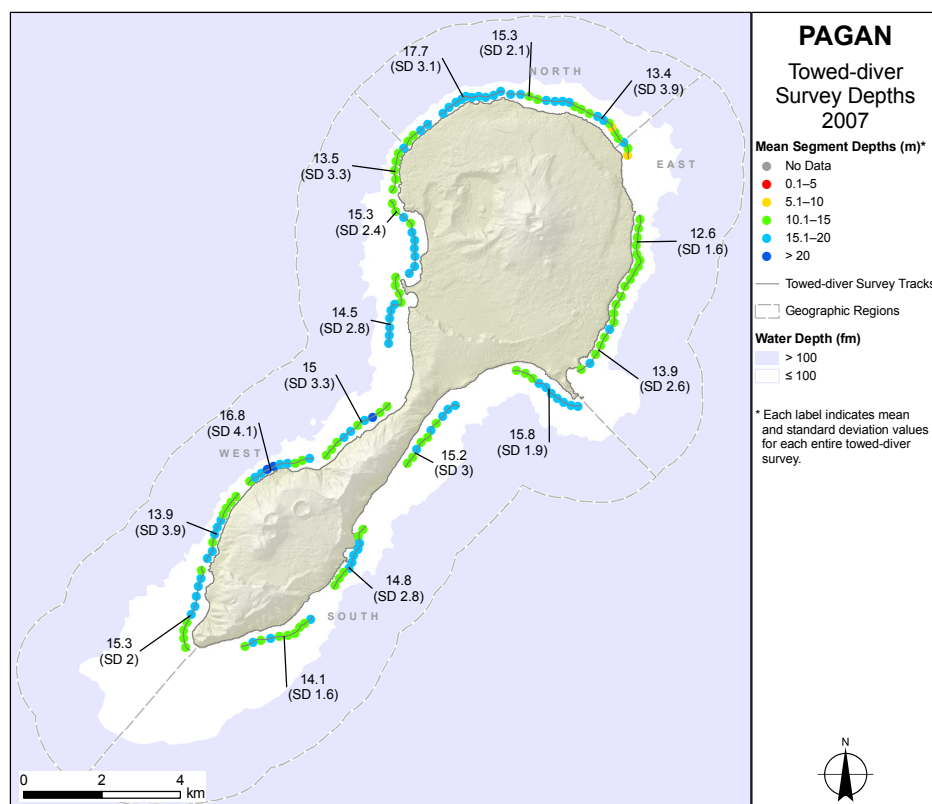 PAGAN
Towed-diver
Survey Depths
2007
Mean Segment Depths (m)*
No Data
0.1–5
5.1–10
10.1–15
15.1–20
> 20
Towed-diver Survey Tracks
Geographic Regions
Water Depth (fm)
> 100
≤ 100
* Each label indicates mean
and standard deviation values
for each entire towed-diver
survey.
N
15.3
(SD 2.1)
17.7
(SD 3.1)
NORTH
13.4
(SD 3.9)
EAST
13.5
(SD 3.3)
15.3
(SD 2.4)
12.6
(SD 1.6)
14.5
(SD 2.8)
15
(SD 3.3)
13.9
(SD 2.6)
16.8
(SD 4.1)
WEST
15.8
(SD 1.9)
15.2
(SD 3)
13.9
(SD 3.9)
14.8
(SD 2.8)
SOUTH
15.3
(SD 2)
14.1
(SD 1.6)
0 2 4
km